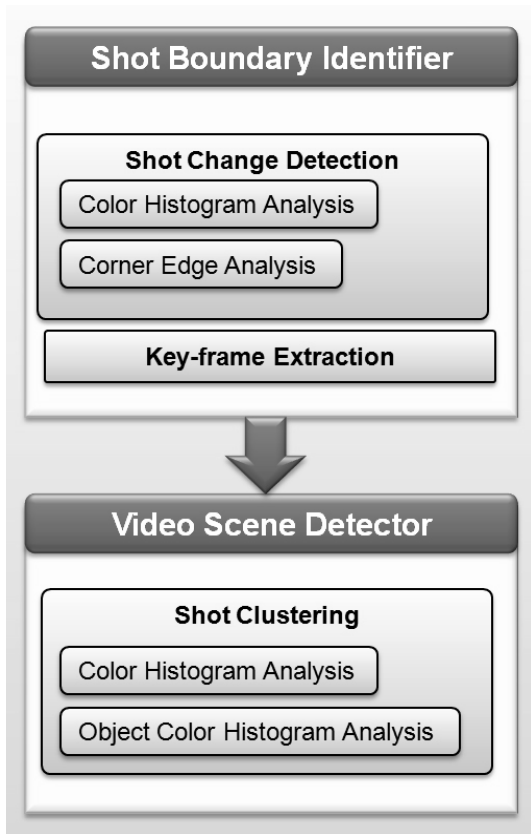 Shot Boundary Identifier
Shot Change Detection
Color Histogram Analysis
Corner Edge Analysis
Key-frame Extraction
Video Scene Detector
Shot Clustering
Color Histogram Analysis
Object Color Histogram Analysis